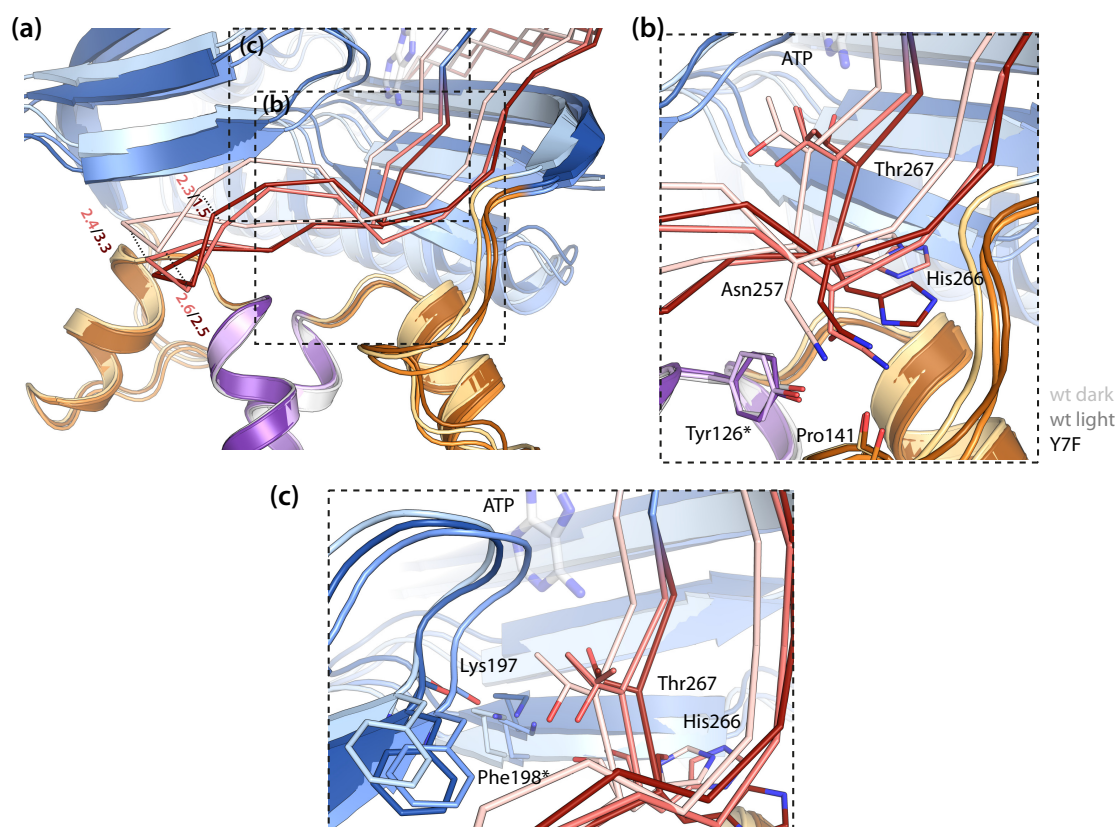 (a)
(c)
(b)
2.3/1.5
2.4/3.3
2.6/2.5
(b)
ATP
Thr267
Asn257
His266
Tyr126*
Pro141
wt dark
wt light
Y7F
(c)
ATP
Lys197
Thr267
His266
Phe198*